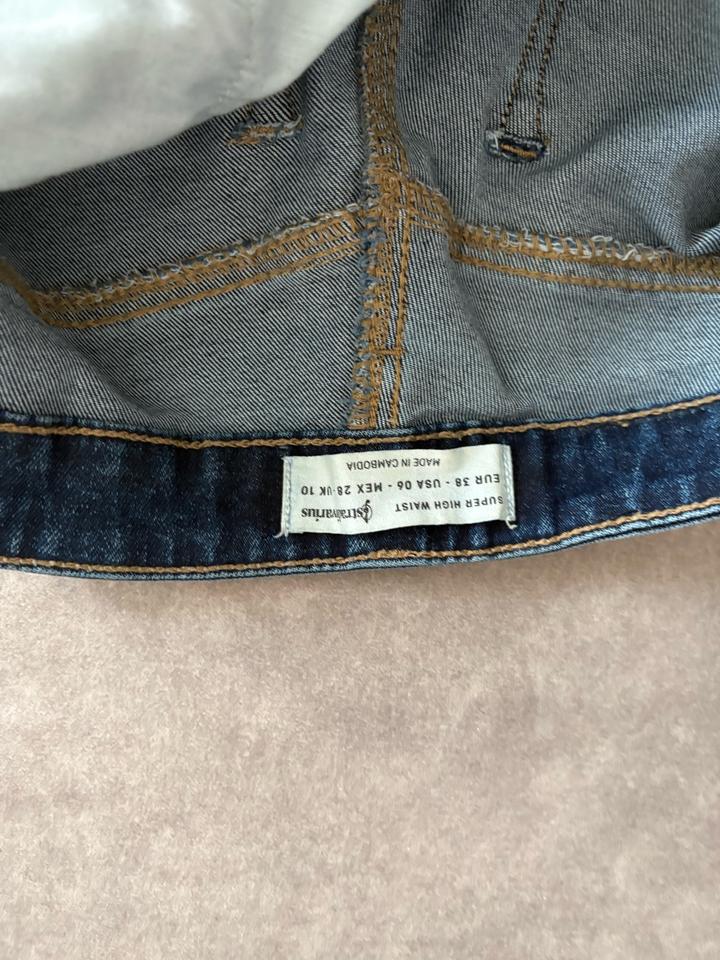 Stradivarius
SUPER HIGH WAIST
EUR 38 - USA 06 - MEX 28-UK 10
MADE IN CAMBODIA